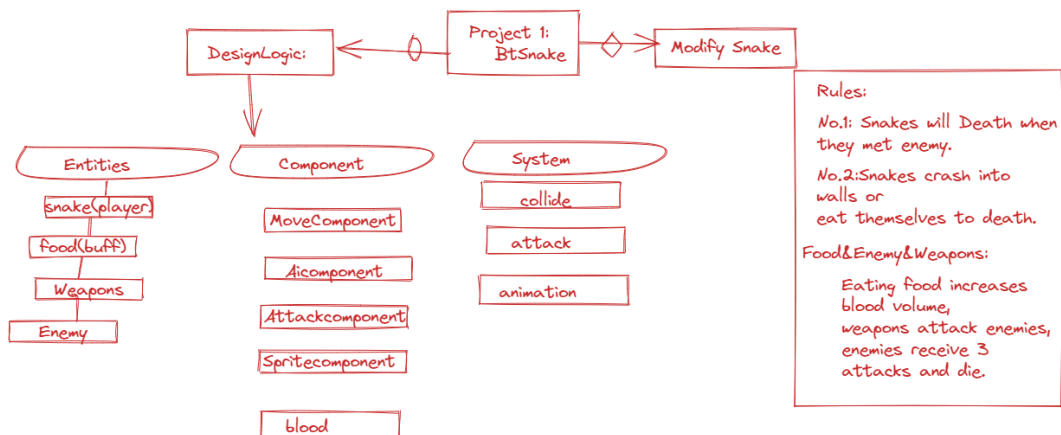 Project 1:
BtSnake
DesignLogic:
Modify Snake
Rules:
No.1: Snakes will Death when
they met enemy.
No.2:Snakes crash into
walls or
eat themselves to death.
Food&Enemy&Weapons:
Eating food increases
blood volume,
weapons attack enemies,
enemies receive 3
attacks and die.
Entities
snake(player)
food(buff)
Weapons
Enemy
Component
MoveComponent
Aicomponent
Attackcomponent
Spritecomponent
blood
System
collide
attack
animation